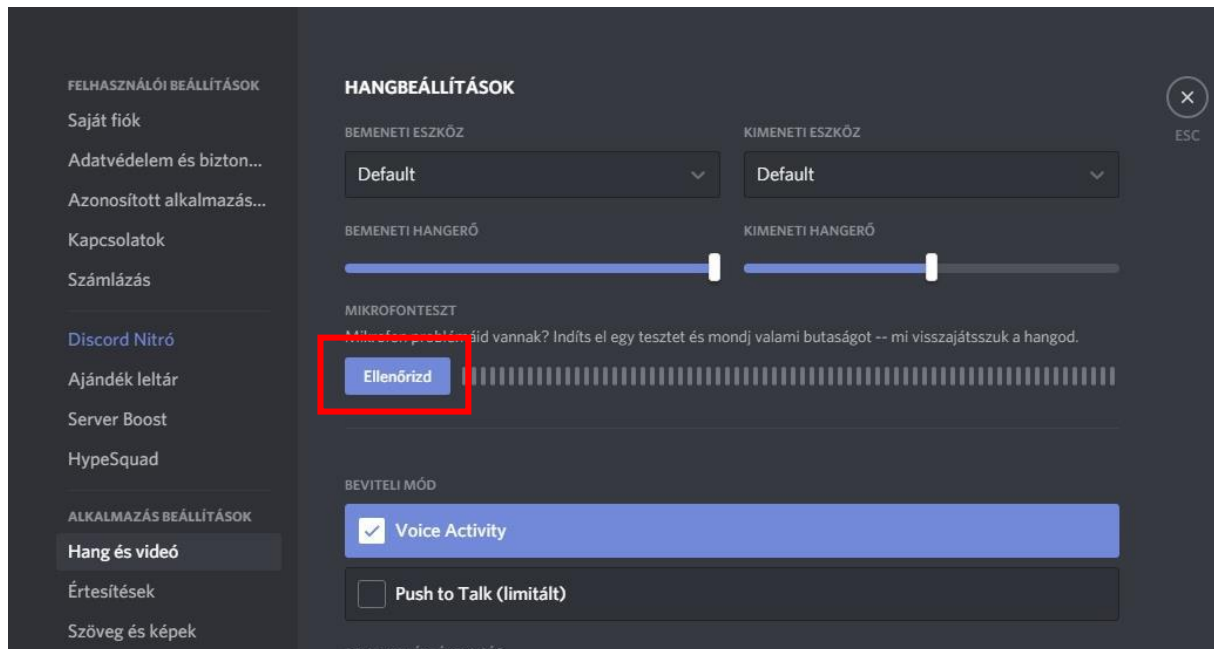 FELHASZNÁLÓI BEÁLLÍTÁSOK
Saját fiók
Adatvédelem és bizton...
Azonosított alkalmazás...
Kapcsolatok
Számlázás
Discord Nitró
Ajándék leltár
Server Boost
HypeSquad
ALKALMAZÁS BEÁLLÍTÁSOK
Hang és videó
Értesítések
Szöveg és képek
HANGBEÁLLÍTÁSOK
BEMENETI ESZKÖZ
Default
KIMENETI ESZKÖZ
Default
BEMENETI HANGERŐ
KIMENETI HANGERŐ
MIKROFONTESZT
Mikrofon problémáid vannak? Indíts el egy tesztet és mondj valami butaságot -- mi visszajátsszuk a hangod.
Ellenőrizd
BEVITELI MÓD
Voice Activity
Push to Talk (limitált)
ESC